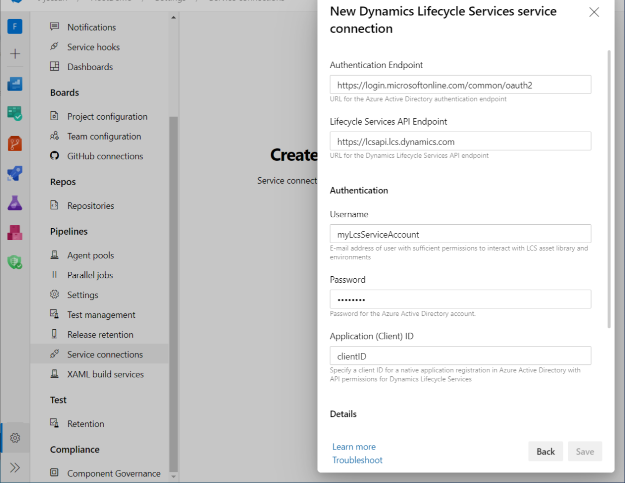 Notifications
Service hooks
Dashboards
Boards
Project configuration
Team configuration
GitHub connections
Repos
Repositories
Pipelines
Agent pools
Parallel jobs
Settings
Test management
Release retention
Service connections
XAML build services
Test
Retention
Compliance
Component Governance
F
Create
Service connect
New Dynamics Lifecycle Services service
connection
Authentication Endpoint
https://login.microsoftonline.com/common/oauth2
URL for the Azure Active Directory authentication endpoint
Lifecycle Services API Endpoint
https://lcsapi.lcs.dynamics.com
URL for the Dynamics Lifecycle Services API endpoint
Authentication
Username
myLcsServiceAccount
E-mail address of user with sufficient permissions to interact with LCS asset library and
environments
Password
••••••••
Password for the Azure Active Directory account.
Application (Client) ID
clientID
Specify a client ID for a native application registration in Azure Active Directory with
API permissions for Dynamics Lifecycle Services
Details
Learn more
Troubleshoot
Back
Save